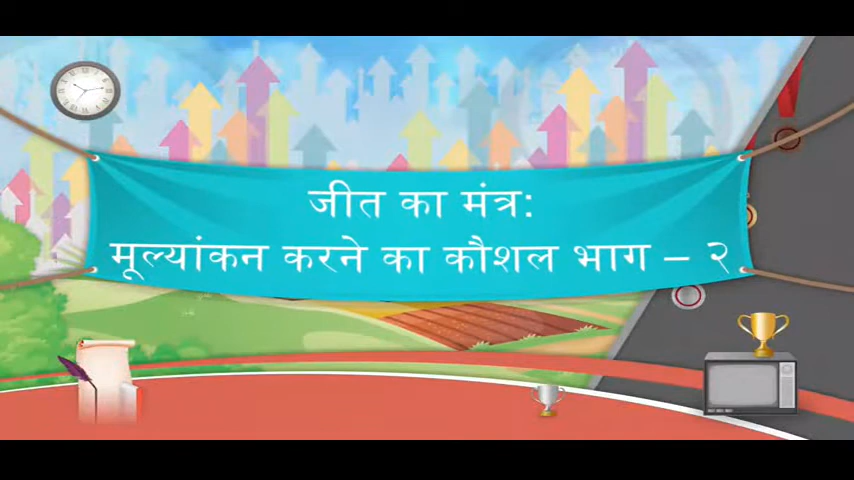 जीत का मंत्र:
मूल्यांकन करने का कौशल भाग – २